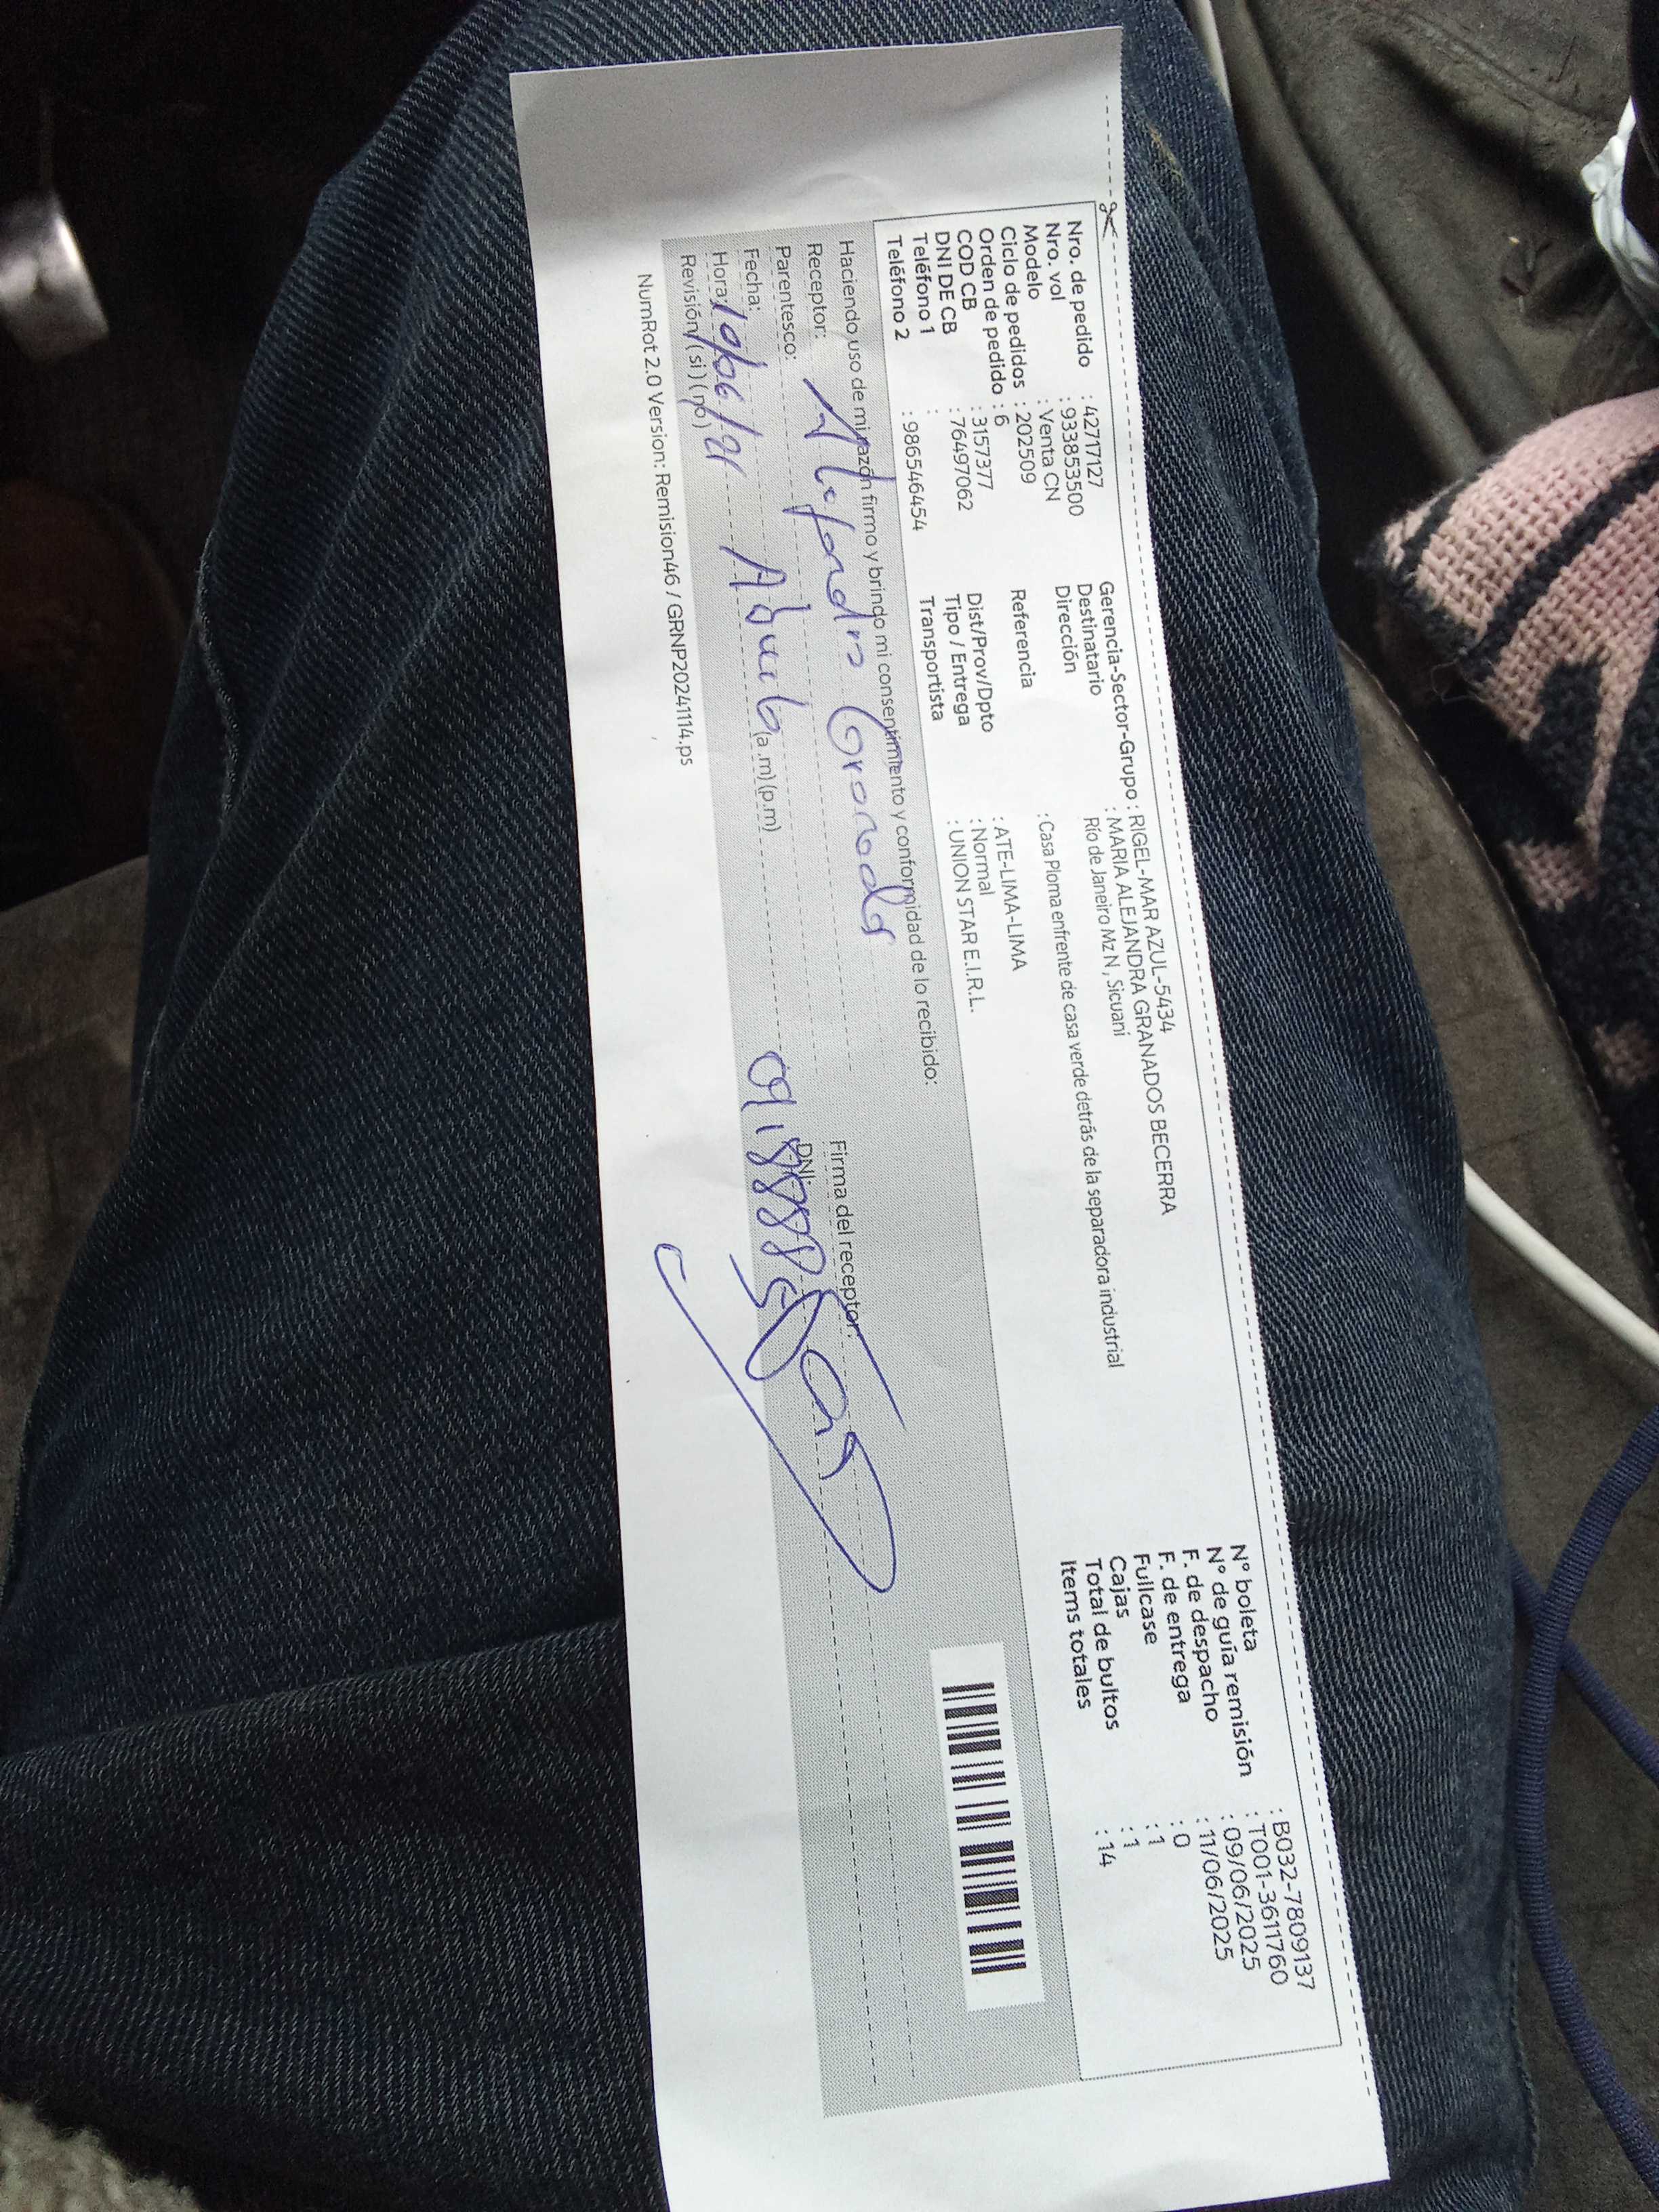 Nro. de pedido : 42717127
Nro. vol : 933853500
Modelo : Venta CN
Ciclo de pedidos : 202509
Orden de pedido : 6
COD CB : 3157377
DNI DE CB : 76497062
Teléfono 1 :
Teléfono 2 : 986546454
Gerencia-Sector-Grupo : RIGEL-MAR AZUL-5434
Destinatario : MARIA ALEJANDRA GRANADOS BECERRA
Dirección Río de Janeiro Mz N , Sicuani
Referencia : Casa Ploma enfrente de casa verde detrás de la separadora industrial
Dist/Prov/Dpto : ATE-LIMA-LIMA
Tipo / Entrega : Normal
Transportista : UNION STAR E.I.R.L.
N° boleta : B032-7809137
N° de guía remisión : T001-3611760
F. de despacho : 09/06/2025
F. de entrega : 11/06/2025
Fullcase : 0
Cajas : 1
Total de bultos : 1
Items totales : 14
Haciendo uso de mi razón firmo y brindo mi consentimiento y conformidad de lo recibido:
Receptor:
Parentesco:
Fecha:
Hora: 10/06/ (a.m) (p.m)
Revisión ( si ) ( no )
Firma del receptor:
DNI:
NumRot 2.0 Version: Remision46 / GRNP20241114.ps